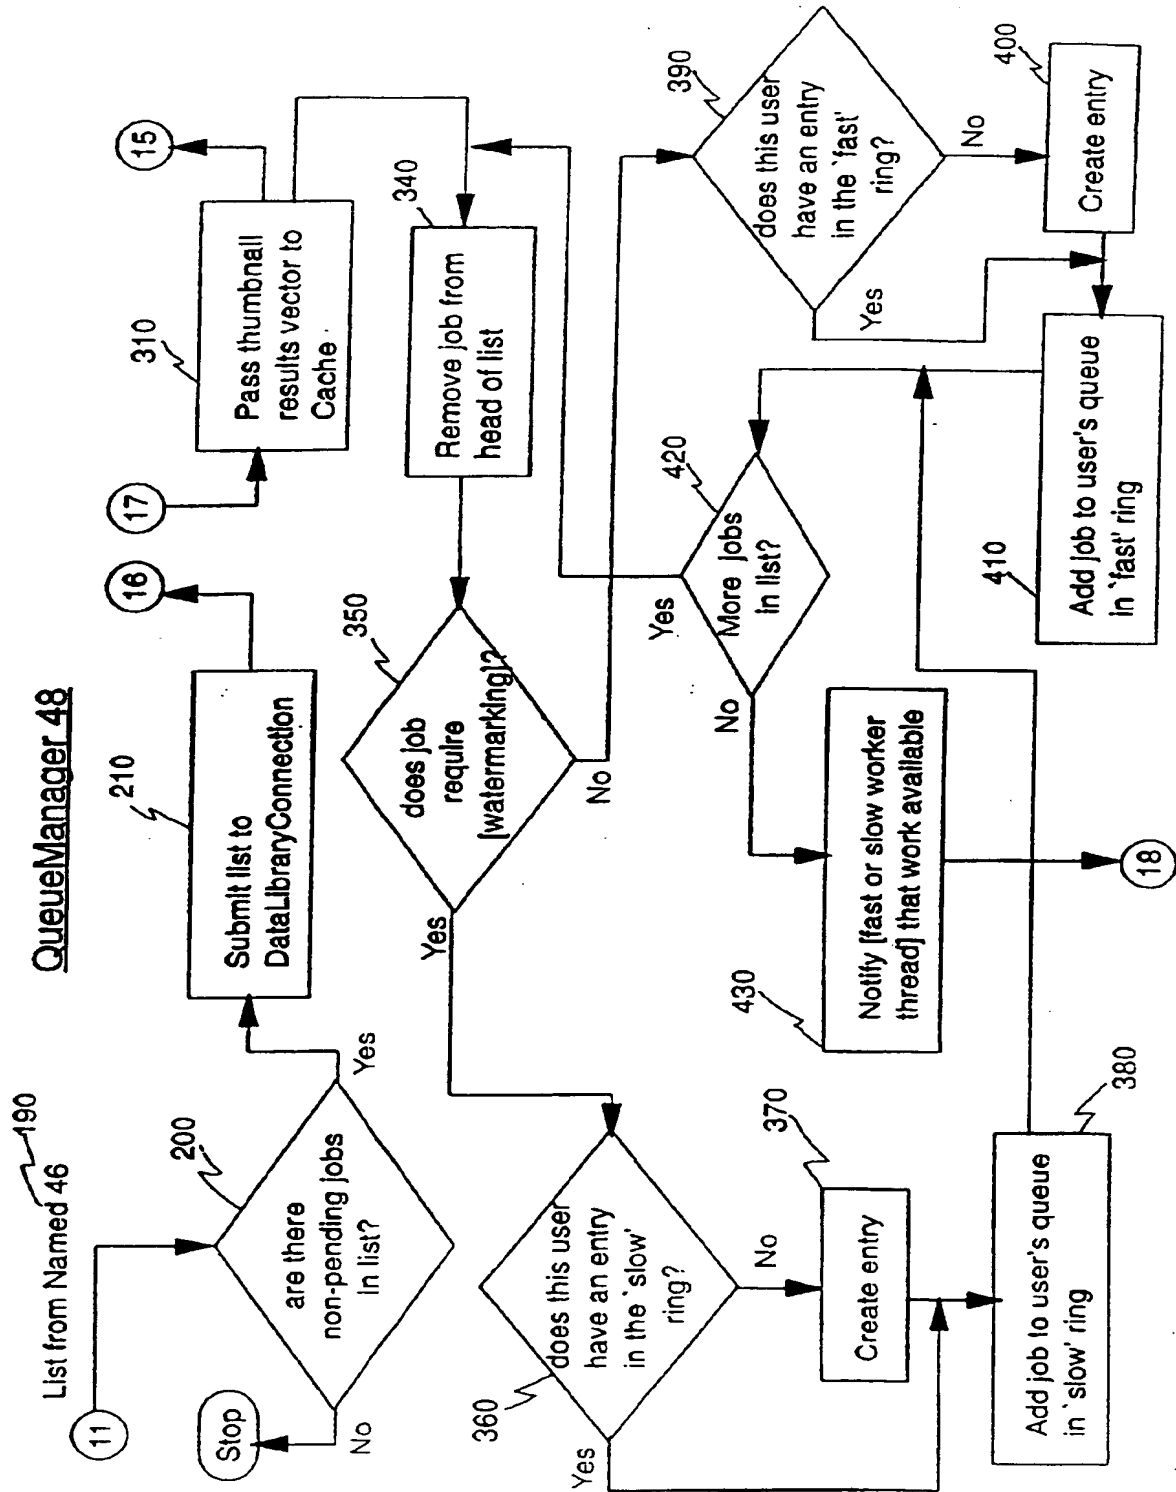 QueueManager 48
List from Named 46
190
11
200
are there
non-pending jobs
in list?
No
Stop
Yes
210
Submit list to
DataLibraryConnection
16
17
310
Pass thumbnail
results vector to
Cache
15
340
Remove job from
head of list
350
does job
require
[watermarking]?
Yes
No
360
does this user
have an entry
in the `slow'
ring?
Yes
No
370
Create entry
380
Add job to user's queue
in `slow' ring
390
does this user
have an entry
in the `fast'
ring?
Yes
No
400
Create entry
410
Add job to user's queue
in `fast' ring
420
More jobs
in list?
Yes
No
430
Notify [fast or slow worker
thread] that work available
18